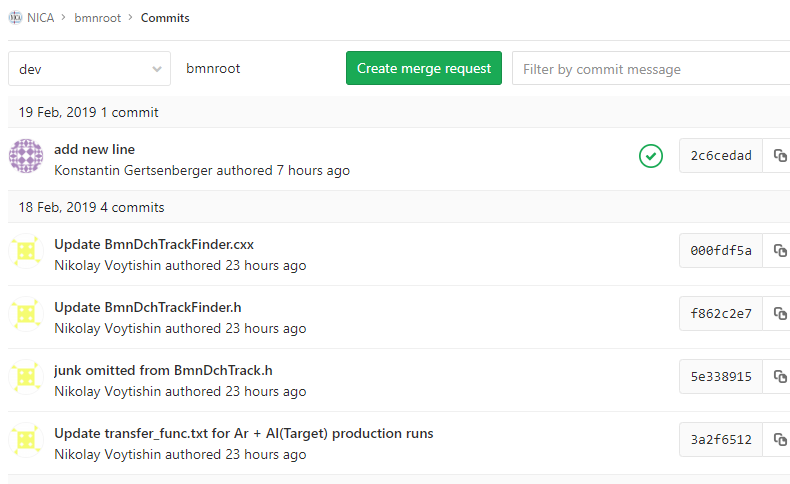 NICA > bmnroot > Commits
dev bmnroot Create merge request Filter by commit message
19 Feb, 2019 1 commit
add new line
Konstantin Gertsenberger authored 7 hours ago
2c6cedad
18 Feb, 2019 4 commits
Update BmnDchTrackFinder.cxx
Nikolay Voytishin authored 23 hours ago
000fdf5a
Update BmnDchTrackFinder.h
Nikolay Voytishin authored 23 hours ago
f862c2e7
junk omitted from BmnDchTrack.h
Nikolay Voytishin authored 23 hours ago
5e338915
Update transfer_func.txt for Ar + Al(Target) production runs
Nikolay Voytishin authored 23 hours ago
3a2f6512